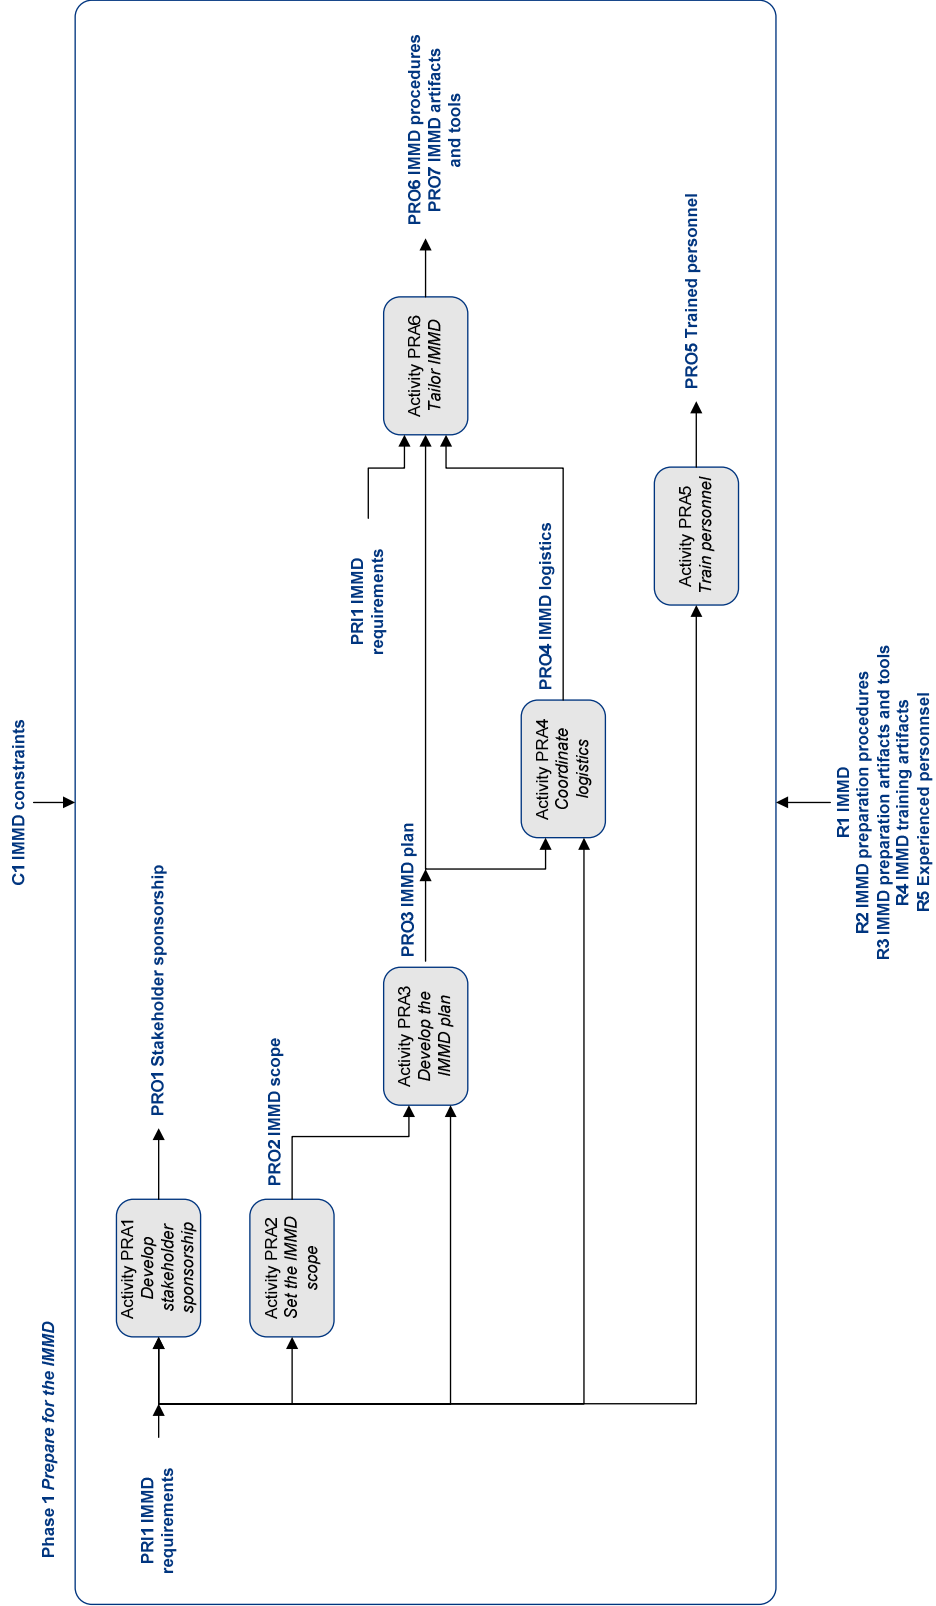 C1 IMMD constraints
Phase 1 Prepare for the IMMD
PRI1 IMMD
requirements
Activity PRA1
Develop
stakeholder
sponsorship
PRO1 Stakeholder sponsorship
Activity PRA2
Set the IMMD
scope
PRO2 IMMD scope
Activity PRA3
Develop the
IMMD plan
PRO3 IMMD plan
Activity PRA4
Coordinate
logistics
PRO4 IMMD logistics
PRI1 IMMD
requirements
Activity PRA6
Tailor IMMD
PRO6 IMMD procedures
PRO7 IMMD artifacts
and tools
Activity PRA5
Train personnel
PRO5 Trained personnel
R1 IMMD
R2 IMMD preparation procedures
R3 IMMD preparation artifacts and tools
R4 IMMD training artifacts
R5 Experienced personnsel